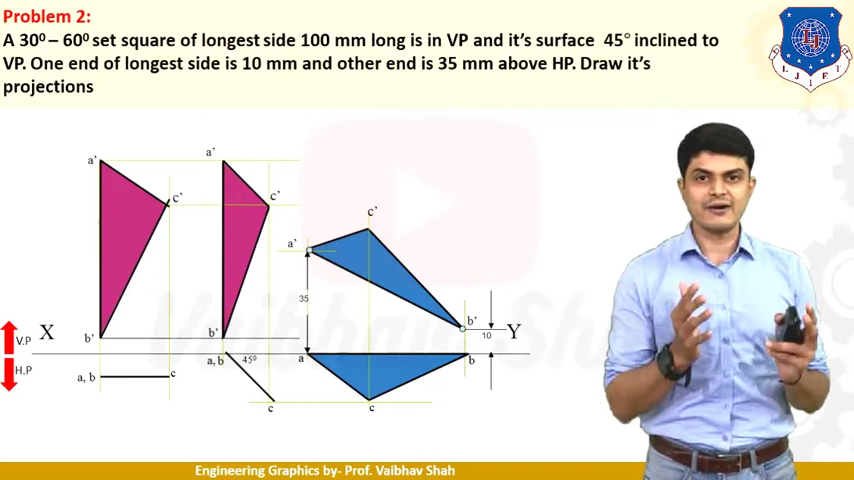 Problem 2:
A 30⁰ – 60⁰ set square of longest side 100 mm long is in VP and it's surface 45° inclined to
VP. One end of longest side is 10 mm and other end is 35 mm above HP. Draw it's
projections
L J I E T
a' a' c' c' c'
a' 35
b' b' b' 10
X Y
V.P
H.P
a, b c a, b 45⁰ c a c b
Vaibhav Sh
Engineering Graphics by- Prof. Vaibhav Shah